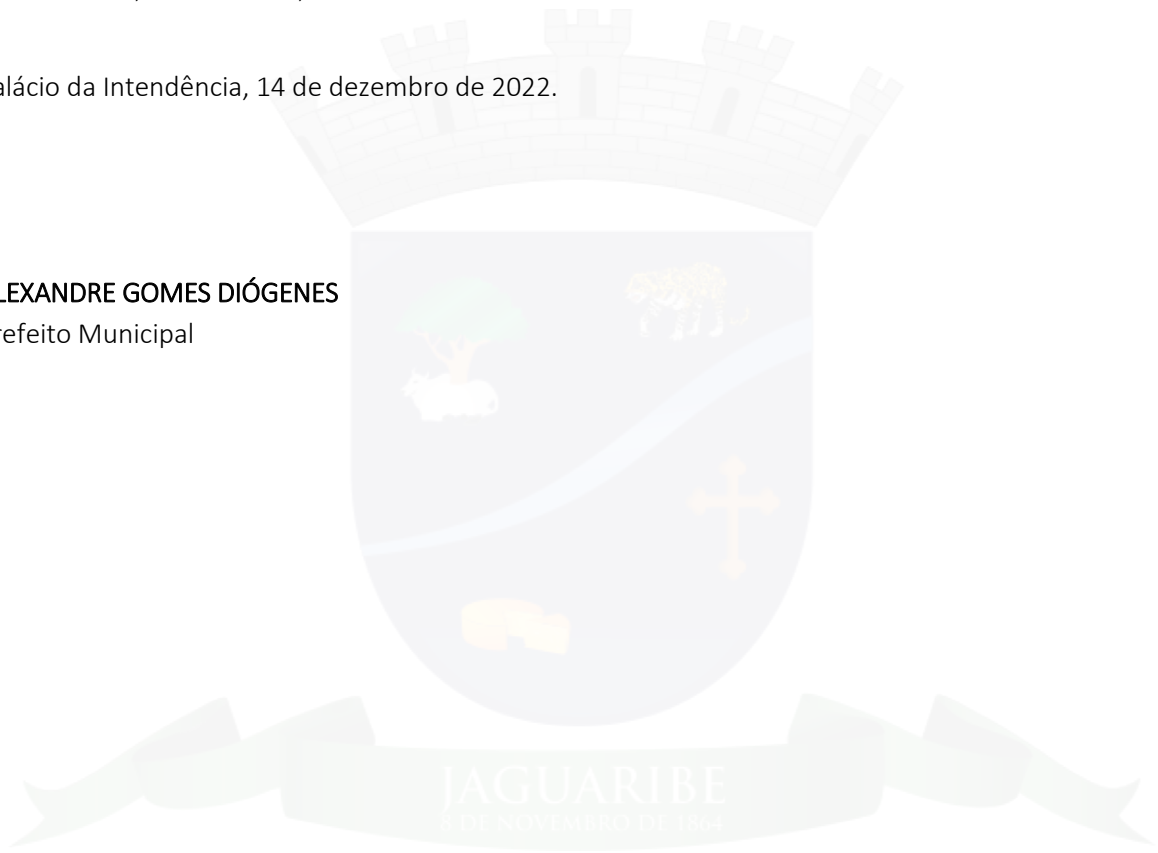 alácio da Intendência, 14 de dezembro de 2022.
LEXANDRE GOMES DIÓGENES
refeito Municipal
JAGUARIBE
8 DE NOVEMBRO DE 1864